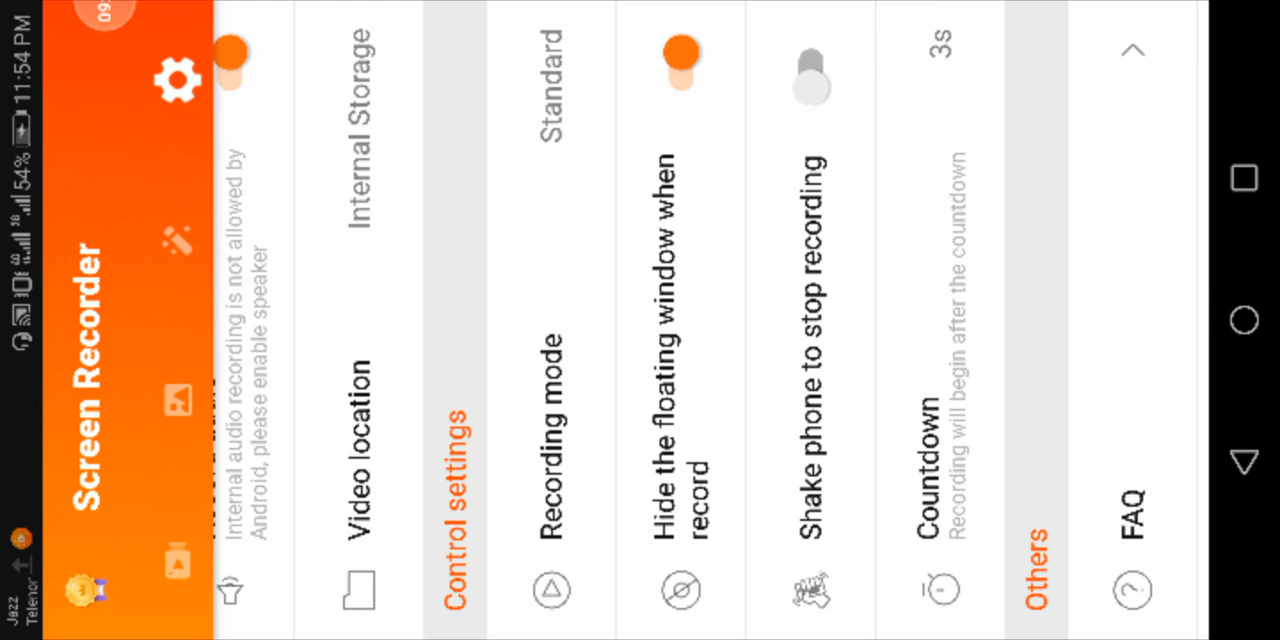 Jazz
Telenor
54% 11:54 PM
09:
Screen Recorder
Internal audio recording is not allowed by
Android, please enable speaker
Video location
Internal Storage
Control settings
Recording mode
Standard
Hide the floating window when
record
Shake phone to stop recording
Countdown
3s
Recording will begin after the countdown
Others
FAQ